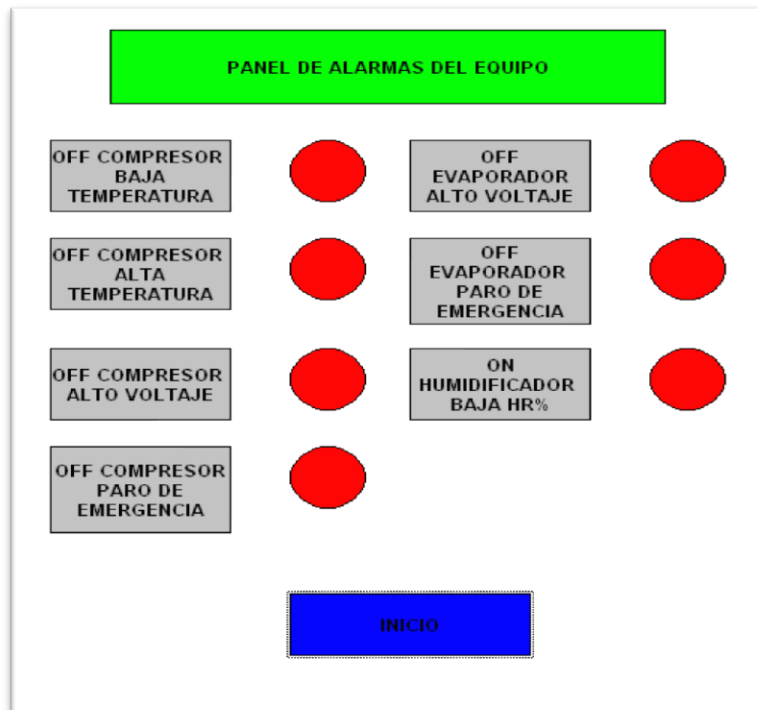 PANEL DE ALARMAS DEL EQUIPO
OFF COMPRESOR
BAJA
TEMPERATURA
OFF
EVAPORADOR
ALTO VOLTAJE
OFF COMPRESOR
ALTA
TEMPERATURA
OFF
EVAPORADOR
PARO DE
EMERGENCIA
OFF COMPRESOR
ALTO VOLTAJE
ON
HUMIDIFICADOR
BAJA HR%
OFF COMPRESOR
PARO DE
EMERGENCIA
INICIO